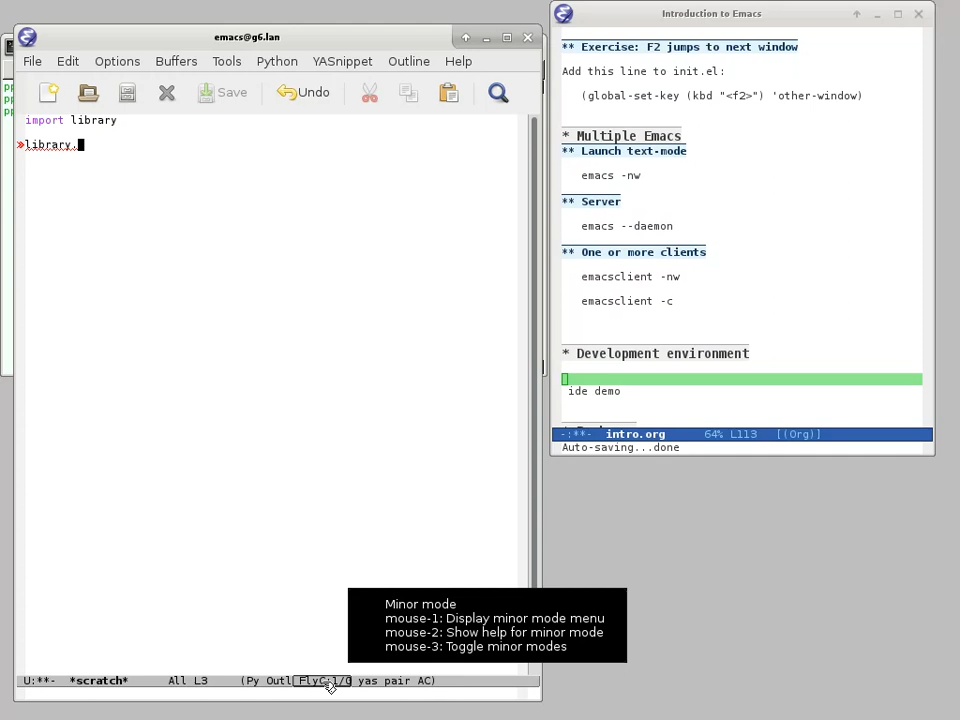 emacs@g6.lan
File Edit Options Buffers Tools Python YASnippet Outline Help
Save Undo
import library
library.
Minor mode
mouse-1: Display minor mode menu
mouse-2: Show help for minor mode
mouse-3: Toggle minor modes
U:**- *scratch* All L3 (Py Outl FlyC:1/0 yas pair AC)
Introduction to Emacs
** Exercise: F2 jumps to next window
Add this line to init.el:
(global-set-key (kbd "<f2>") 'other-window)
* Multiple Emacs
** Launch text-mode
emacs -nw
** Server
emacs --daemon
** One or more clients
emacsclient -nw
emacsclient -c
* Development environment
ide demo
-:**- intro.org 64% L113 [(Org)]
Auto-saving...done